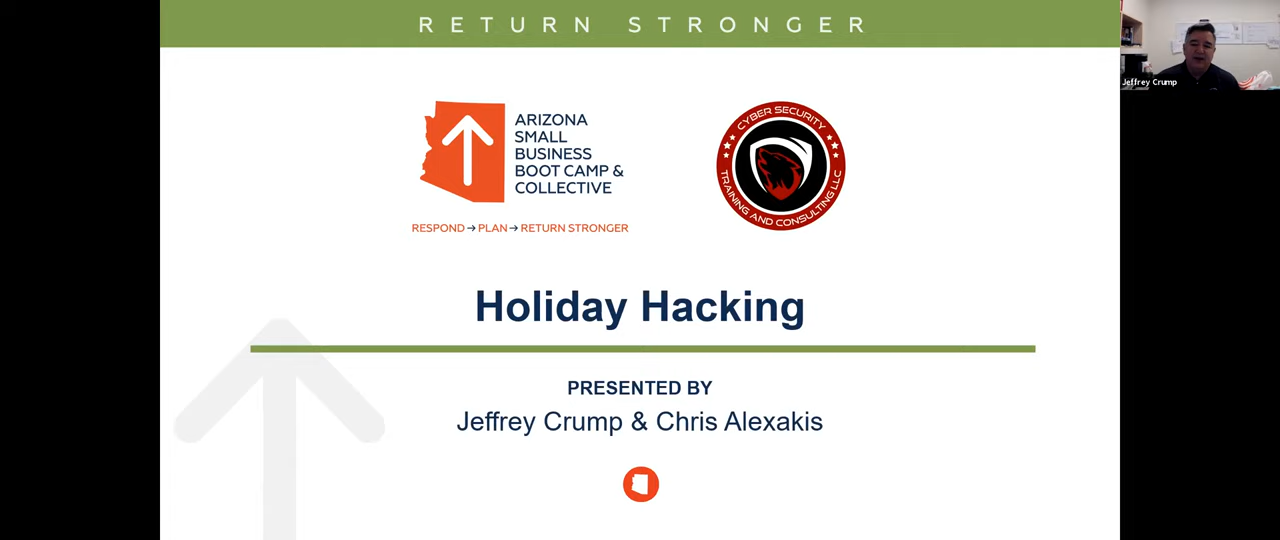 RETURN STRONGER
Jeffrey Crump
ARIZONA
SMALL
BUSINESS
BOOT CAMP &
COLLECTIVE
RESPOND→PLAN→RETURN STRONGER
CYBER SECURITY
TRAINING AND CONSULTING LLC
Holiday Hacking
PRESENTED BY
Jeffrey Crump & Chris Alexakis